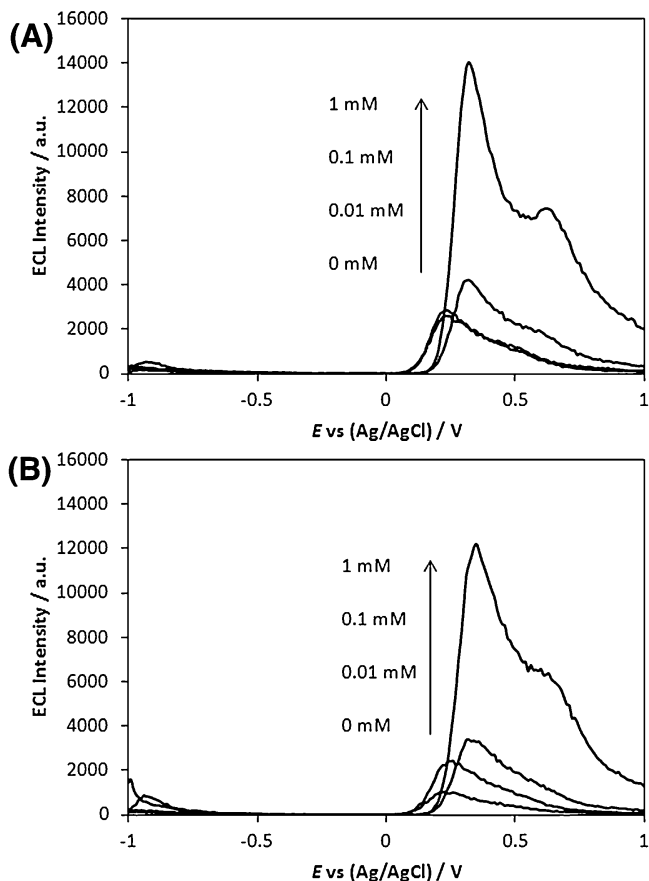 (A)
16000
14000
12000
10000
8000
6000
4000
2000
0
ECL Intensity / a.u.
1 mM
0.1 mM
0.01 mM
0 mM
-1
-0.5
0
0.5
1
E vs (Ag/AgCl) / V
(B)
16000
14000
12000
10000
8000
6000
4000
2000
0
ECL Intensity / a.u.
1 mM
0.1 mM
0.01 mM
0 mM
-1
-0.5
0
0.5
1
E vs (Ag/AgCl) / V